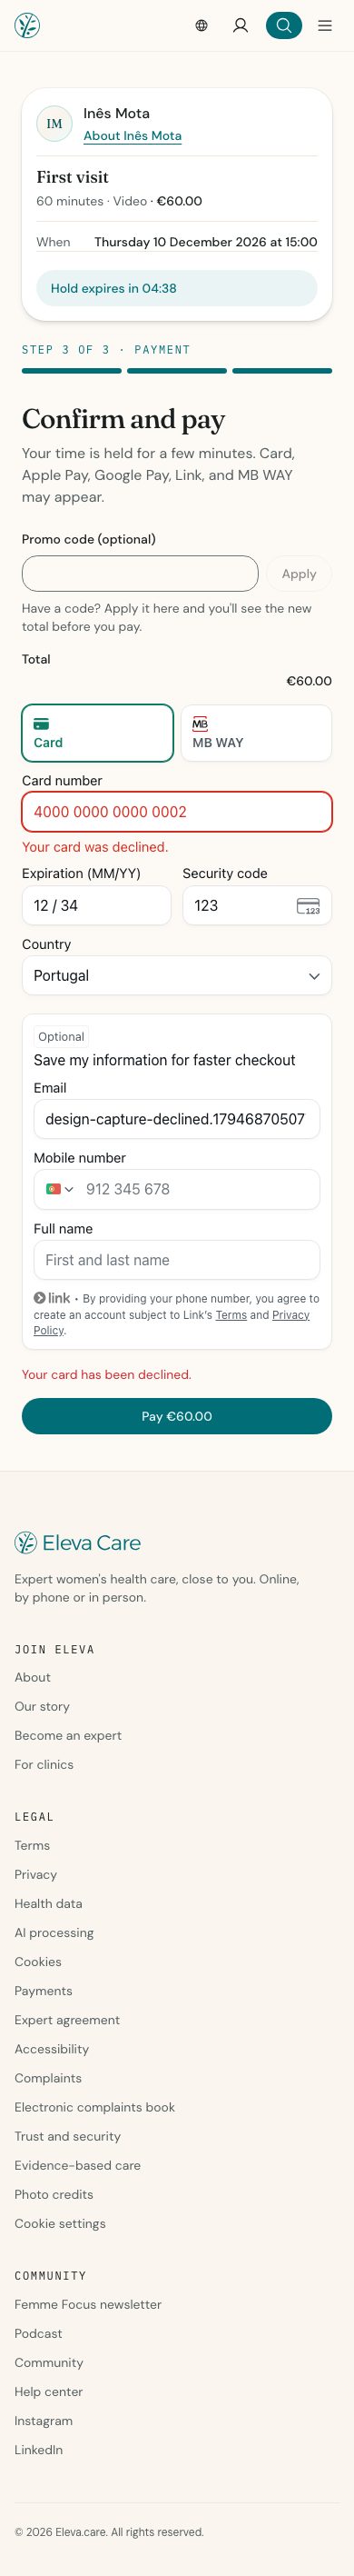 IM
Inês Mota
About Inês Mota
First visit
60 minutes · Video · €60.00
When Thursday 10 December 2026 at 15:00
Hold expires in 04:38
STEP 3 OF 3 · PAYMENT
Confirm and pay
Your time is held for a few minutes. Card,
Apple Pay, Google Pay, Link, and MB WAY
may appear.
Promo code (optional)
Apply
Have a code? Apply it here and you'll see the new
total before you pay.
Total
€60.00
Card
MB WAY
Card number
4000 0000 0000 0002
Your card was declined.
Expiration (MM/YY) Security code
12 / 34 123
Country
Portugal
Optional
Save my information for faster checkout
Email
design-capture-declined.17946870507
Mobile number
912 345 678
Full name
First and last name
link • By providing your phone number, you agree to
create an account subject to Link's Terms and Privacy
Policy.
Your card has been declined.
Pay €60.00
Eleva Care
Expert women's health care, close to you. Online,
by phone or in person.
JOIN ELEVA
About
Our story
Become an expert
For clinics
LEGAL
Terms
Privacy
Health data
AI processing
Cookies
Payments
Expert agreement
Accessibility
Complaints
Electronic complaints book
Trust and security
Evidence-based care
Photo credits
Cookie settings
COMMUNITY
Femme Focus newsletter
Podcast
Community
Help center
Instagram
LinkedIn
© 2026 Eleva.care. All rights reserved.